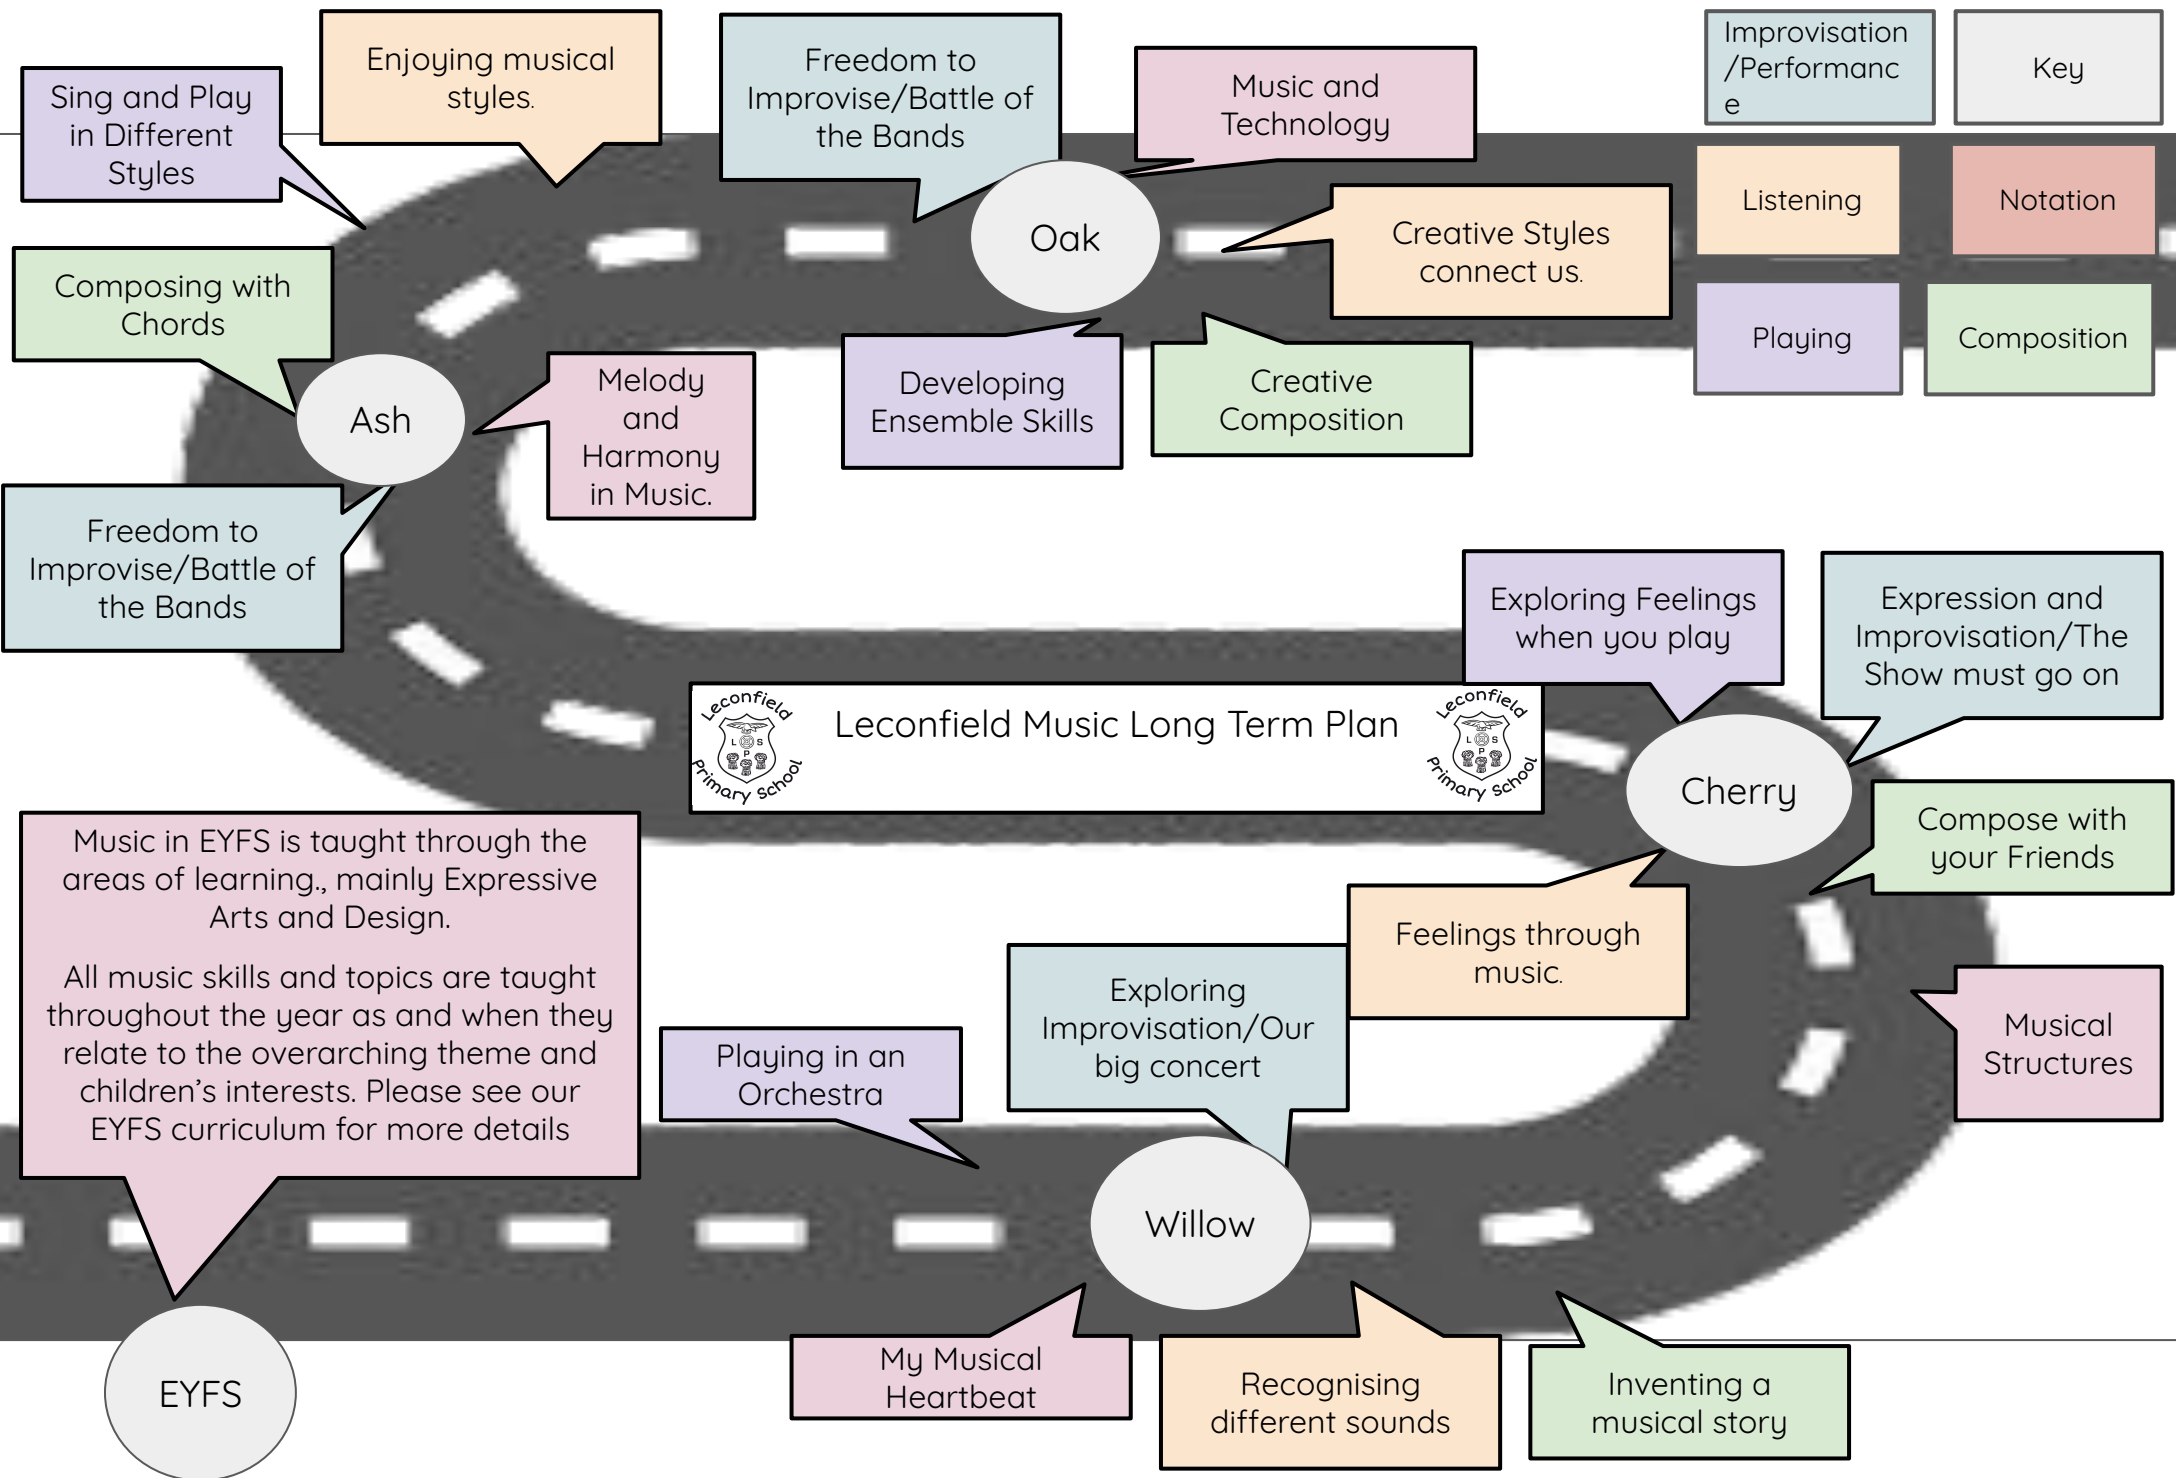 Sing and Play
in Different
Styles
Enjoying musical
styles.
Freedom to
Improvise/Battle of
the Bands
Music and
Technology
Improvisation
/Performanc
e
Key
Listening
Notation
Playing
Composition
Oak
Creative Styles
connect us.
Composing with
Chords
Ash
Melody
and
Harmony
in Music.
Developing
Ensemble Skills
Creative
Composition
Freedom to
Improvise/Battle of
the Bands
Exploring Feelings
when you play
Expression and
Improvisation/The
Show must go on
Leconfield
L S
P
Primary School
Leconfield Music Long Term Plan
Leconfield
L S
P
Primary School
Cherry
Compose with
your Friends
Music in EYFS is taught through the
areas of learning., mainly Expressive
Arts and Design.
All music skills and topics are taught
throughout the year as and when they
relate to the overarching theme and
children’s interests. Please see our
EYFS curriculum for more details
Feelings through
music.
Exploring
Improvisation/Our
big concert
Musical
Structures
Playing in an
Orchestra
Willow
EYFS
My Musical
Heartbeat
Recognising
different sounds
Inventing a
musical story